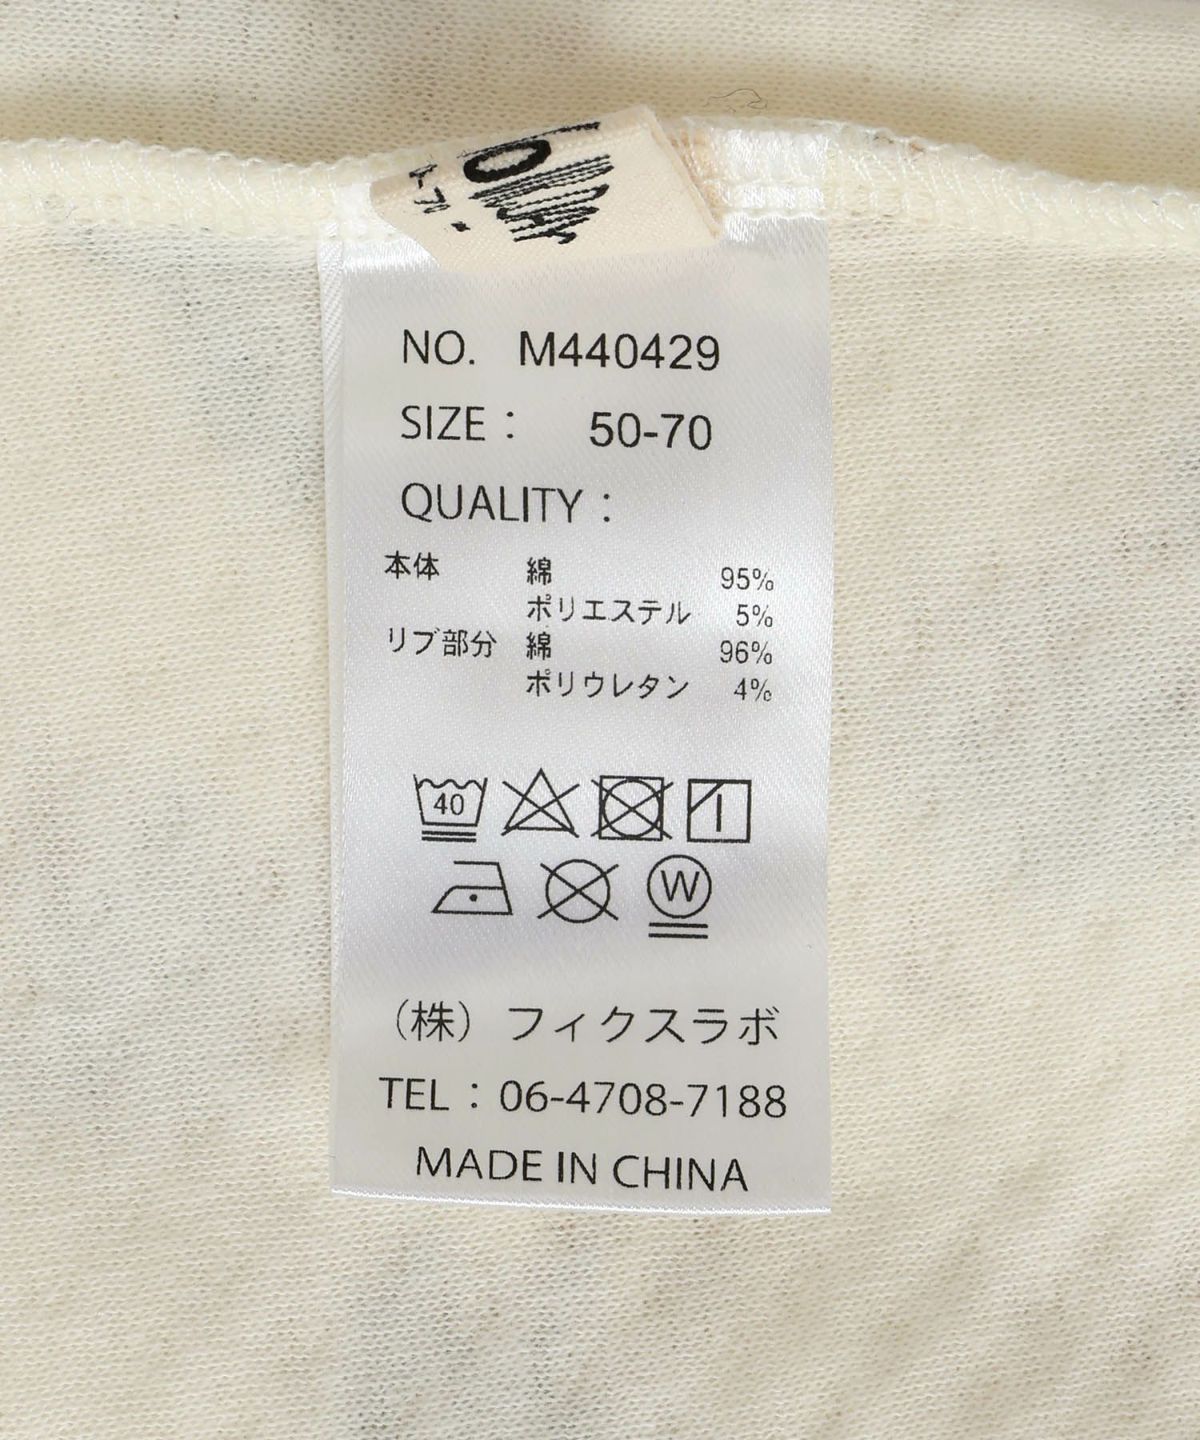 NO. M440429
SIZE： 50-70
QUALITY：
本体 綿 95%
ポリエステル 5%
リブ部分 綿 96%
ポリウレタン 4%
40
W
（株）フィクスラボ
TEL：06-4708-7188
MADE IN CHINA